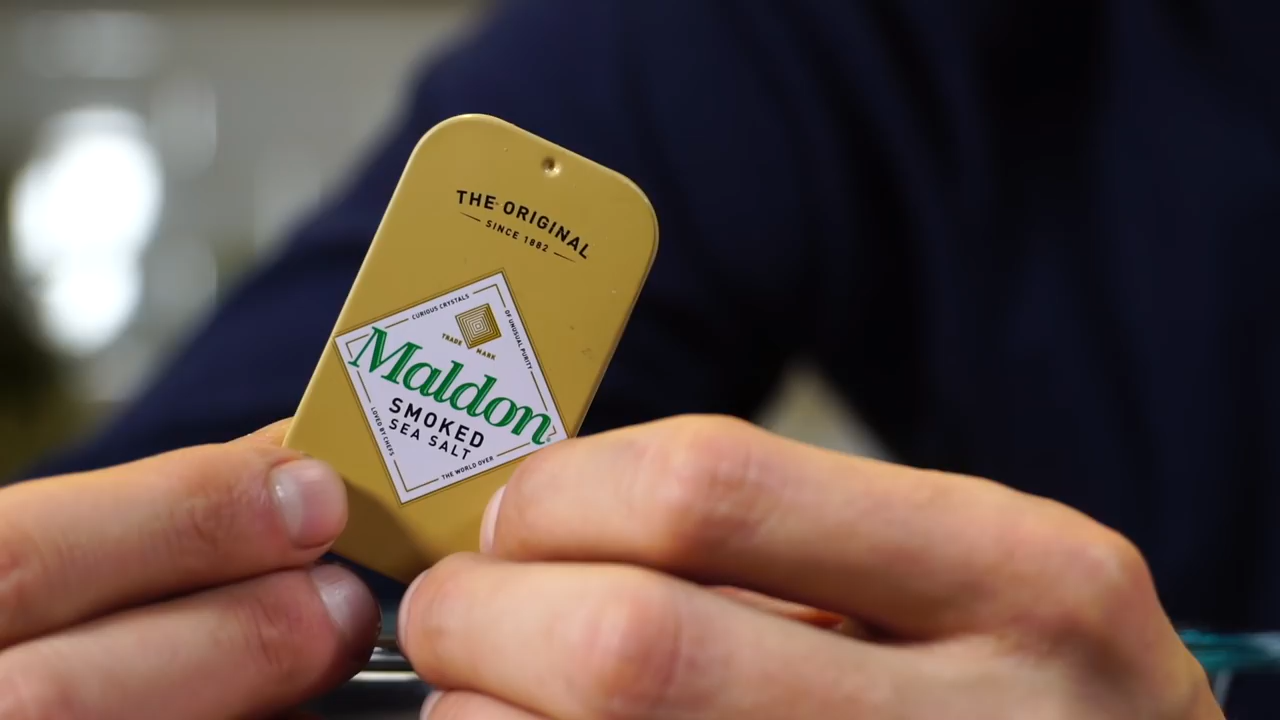 THE ORIGINAL
SINCE 1882
CURIOUS CRYSTALS
OF UNUSUAL PURITY
TRADE MARK
Maldon
SMOKED
SEA SALT
LOVED BY CHEFS
THE WORLD OVER